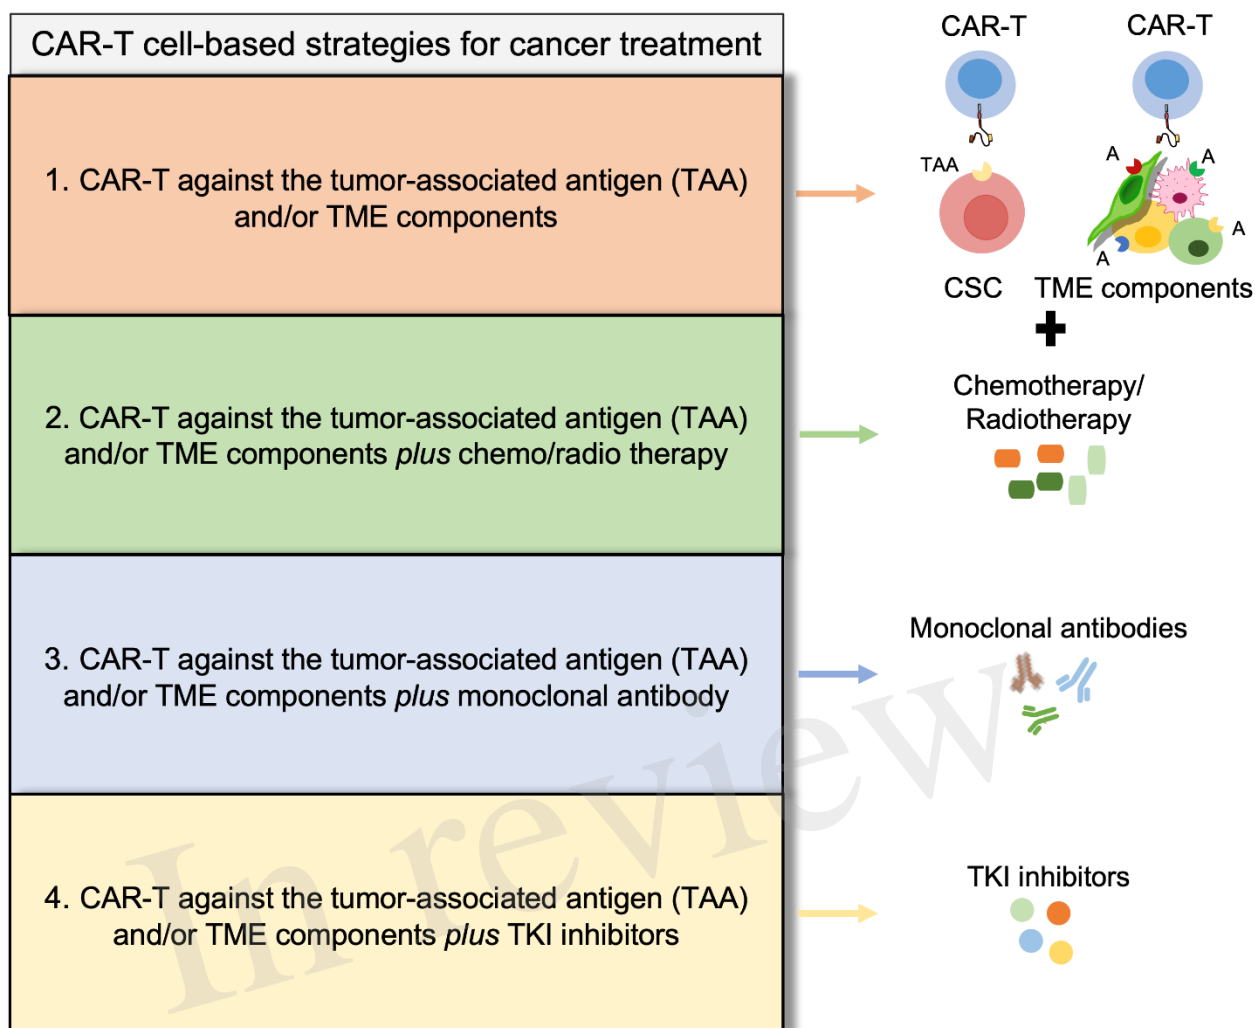 CAR-T cell-based strategies for cancer treatment
1. CAR-T against the tumor-associated antigen (TAA)
and/or TME components
2. CAR-T against the tumor-associated antigen (TAA)
and/or TME components plus chemo/radio therapy
3. CAR-T against the tumor-associated antigen (TAA)
and/or TME components plus monoclonal antibody
4. CAR-T against the tumor-associated antigen (TAA)
and/or TME components plus TKI inhibitors
CAR-T
CAR-T
TAA
A
A
A
A
CSC
TME components
Chemotherapy/
Radiotherapy
Monoclonal antibodies
TKI inhibitors
In review